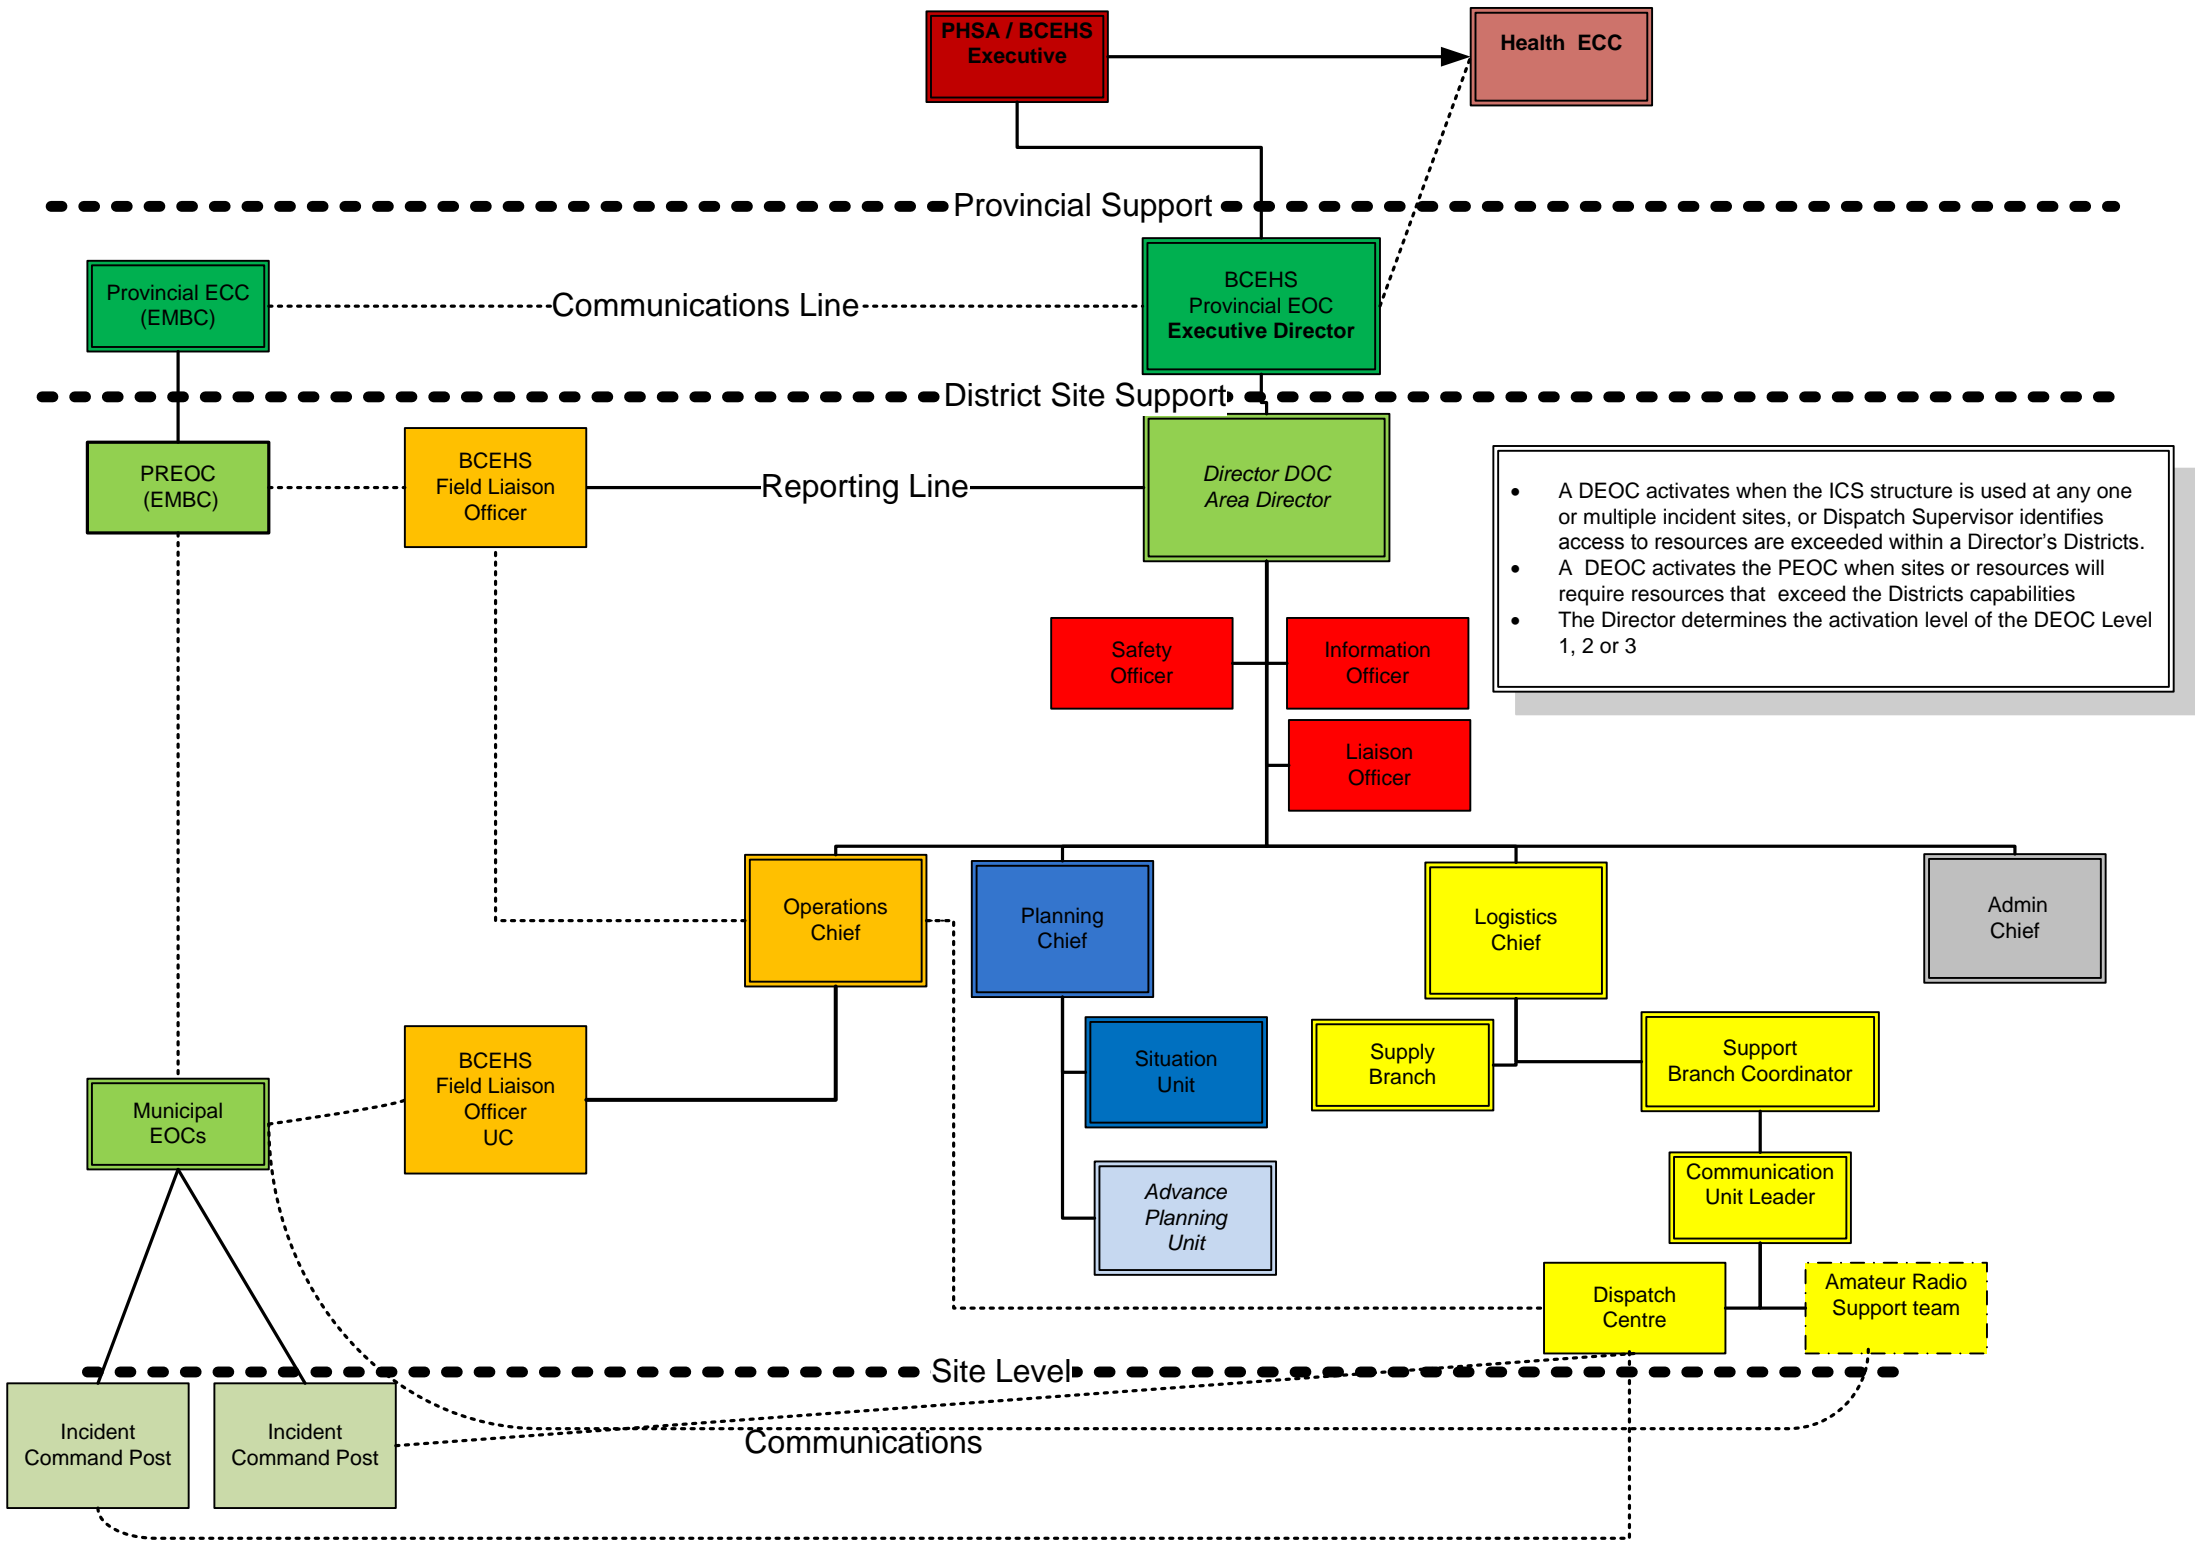 PHSA / BCEHS
Executive
Health ECC
Provincial Support
Provincial ECC
(EMBC)
Communications Line
BCEHS
Provincial EOC
Executive Director
District Site Support
PREOC
(EMBC)
BCEHS
Field Liaison
Officer
Reporting Line
Director DOC
Area Director
• A DEOC activates when the ICS structure is used at any one
or multiple incident sites, or Dispatch Supervisor identifies
access to resources are exceeded within a Director's Districts.
• A DEOC activates the PEOC when sites or resources will
require resources that exceed the Districts capabilities
• The Director determines the activation level of the DEOC Level
1, 2 or 3
Safety
Officer
Information
Officer
Liaison
Officer
Operations
Chief
Planning
Chief
Logistics
Chief
Admin
Chief
BCEHS
Field Liaison
Officer
UC
Situation
Unit
Supply
Branch
Support
Branch Coordinator
Municipal
EOCs
Advance
Planning
Unit
Communication
Unit Leader
Dispatch
Centre
Amateur Radio
Support team
Site Level
Incident
Command Post
Incident
Command Post
Communications